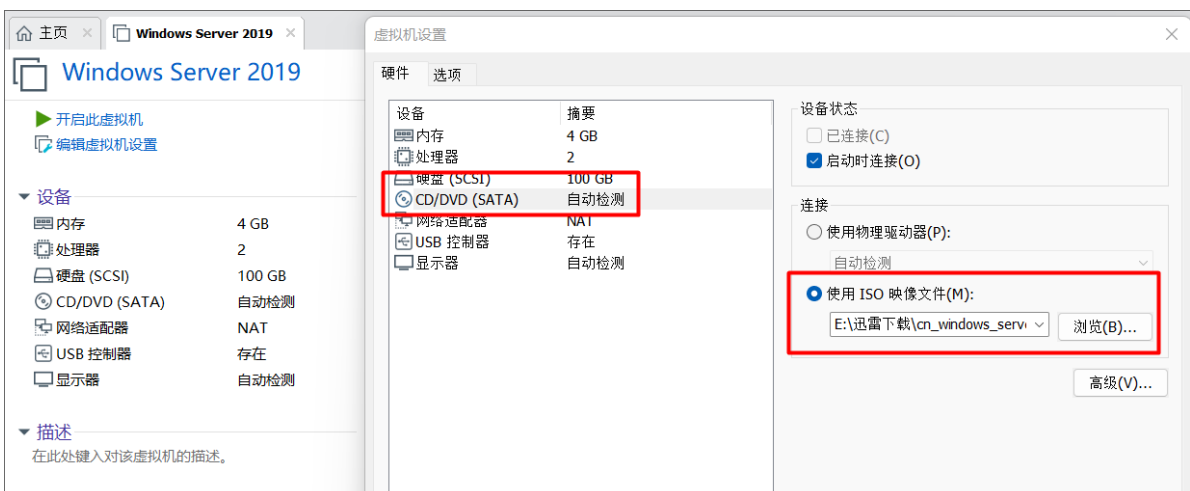 主页
Windows Server 2019
Windows Server 2019
开启此虚拟机
编辑虚拟机设置
设备
内存 4 GB
处理器 2
硬盘 (SCSI) 100 GB
CD/DVD (SATA) 自动检测
网络适配器 NAT
USB 控制器 存在
显示器 自动检测
描述
在此处键入对该虚拟机的描述。
虚拟机设置
硬件 选项
设备 摘要
内存 4 GB
处理器 2
硬盘 (SCSI) 100 GB
CD/DVD (SATA) 自动检测
网络适配器 NAT
USB 控制器 存在
显示器 自动检测
设备状态
已连接(C)
启动时连接(O)
连接
使用物理驱动器(P):
自动检测
使用 ISO 映像文件(M):
E:\迅雷下载\cn_windows_serv
浏览(B)...
高级(V)...